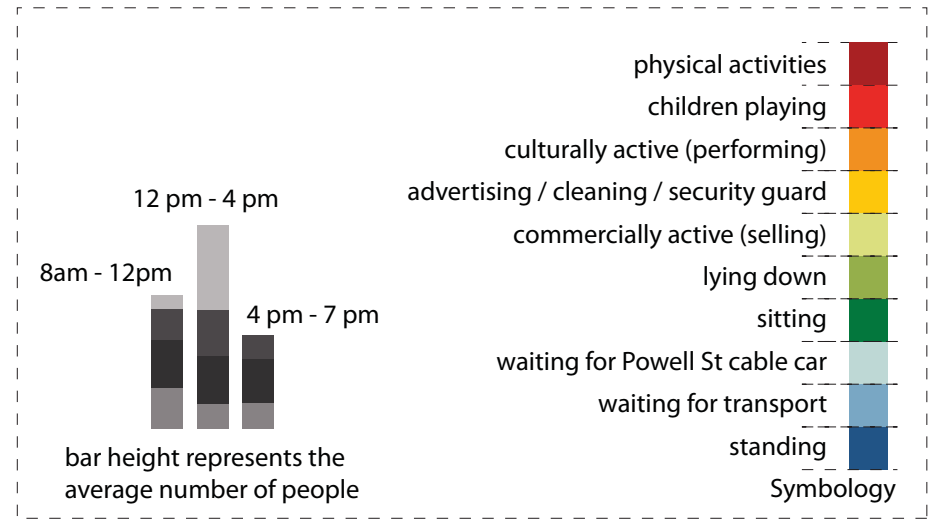 12 pm - 4 pm
8am - 12pm
4 pm - 7 pm
bar height represents the
average number of people
physical activities
children playing
culturally active (performing)
advertising / cleaning / security guard
commercially active (selling)
lying down
sitting
waiting for Powell St cable car
waiting for transport
standing
Symbology